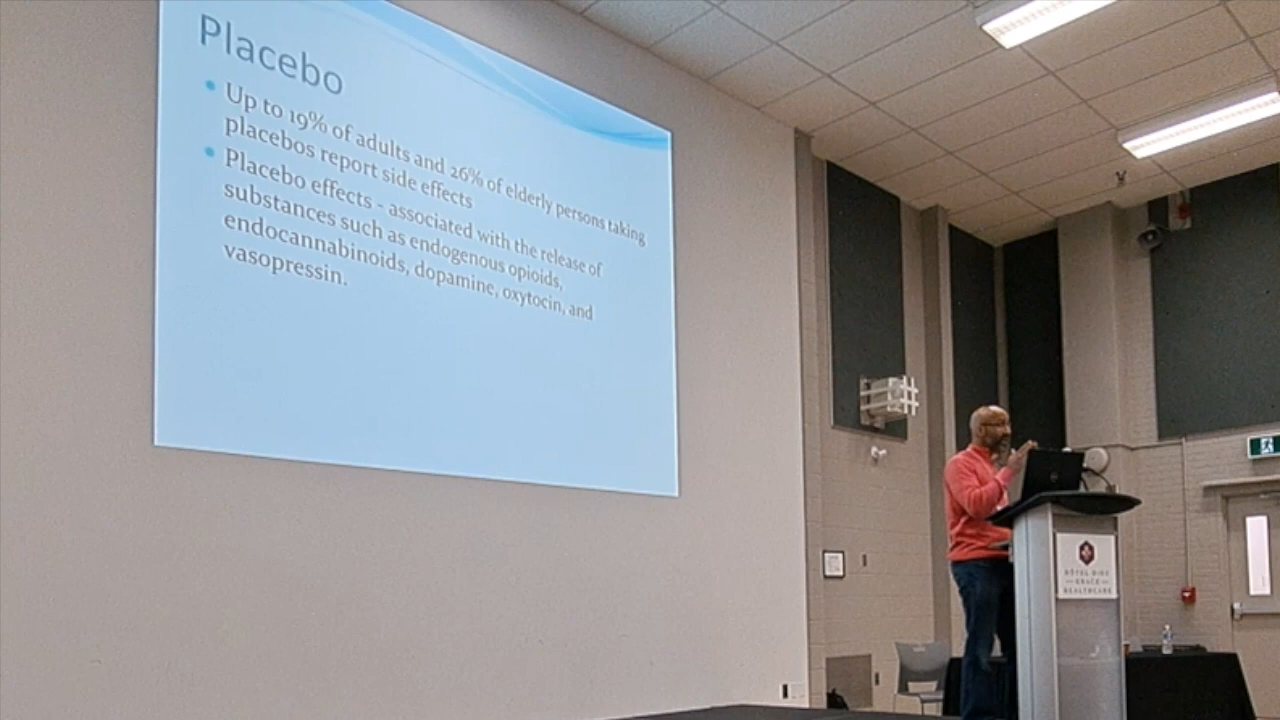 Placebo
Up to 19% of adults and 26% of elderly persons taking
placebos report side effects
Placebo effects - associated with the release of
substances such as endogenous opioids,
endocannabinoids, dopamine, oxytocin, and
vasopressin.
HÔTEL-DIEU
GRACE
HEALTHCARE